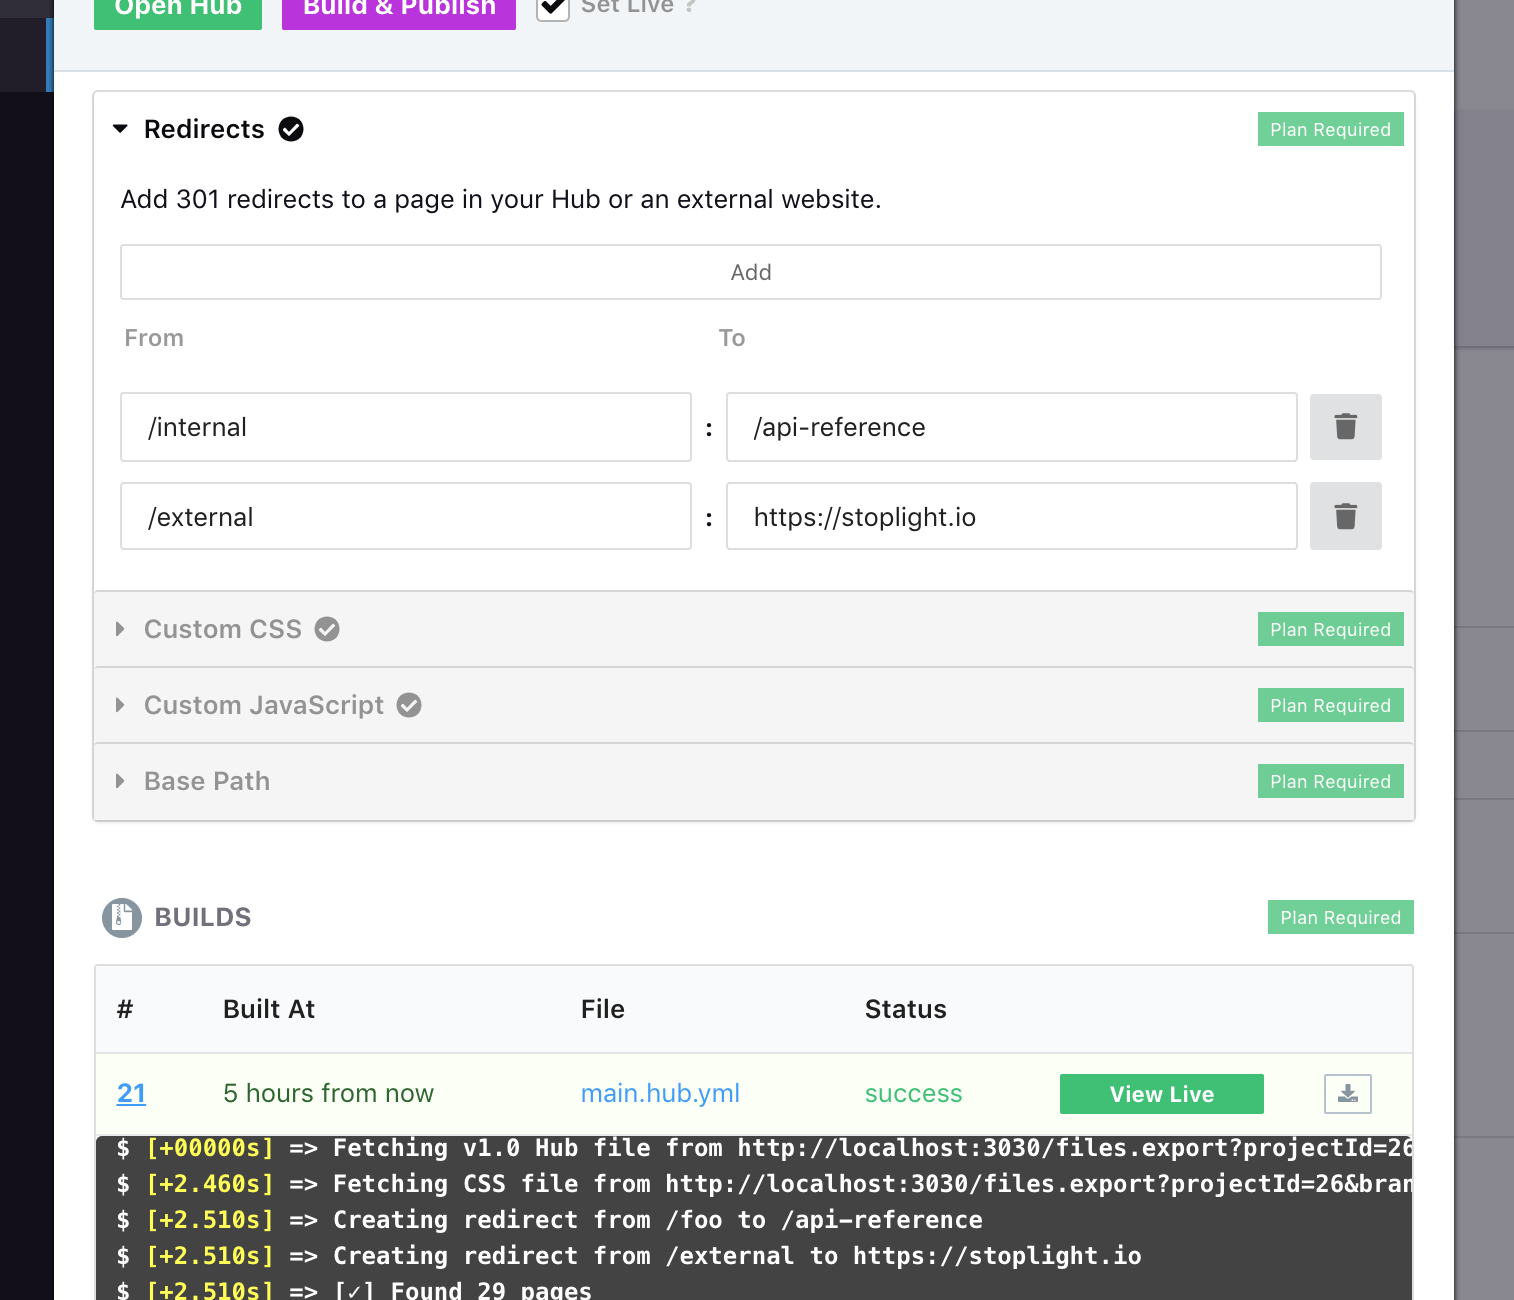 Open Hub Build & Publish Set Live ?
Redirects Plan Required
Add 301 redirects to a page in your Hub or an external website.
Add
From To
/internal : /api-reference
/external : https://stoplight.io
Custom CSS Plan Required
Custom JavaScript Plan Required
Base Path Plan Required
BUILDS Plan Required
# Built At File Status
21 5 hours from now main.hub.yml success View Live
$ [+00000s] => Fetching v1.0 Hub file from http://localhost:3030/files.export?projectId=26
$ [+2.460s] => Fetching CSS file from http://localhost:3030/files.export?projectId=26&bran
$ [+2.510s] => Creating redirect from /foo to /api-reference
$ [+2.510s] => Creating redirect from /external to https://stoplight.io
$ [+2.510s] => [✓] Found 29 pages